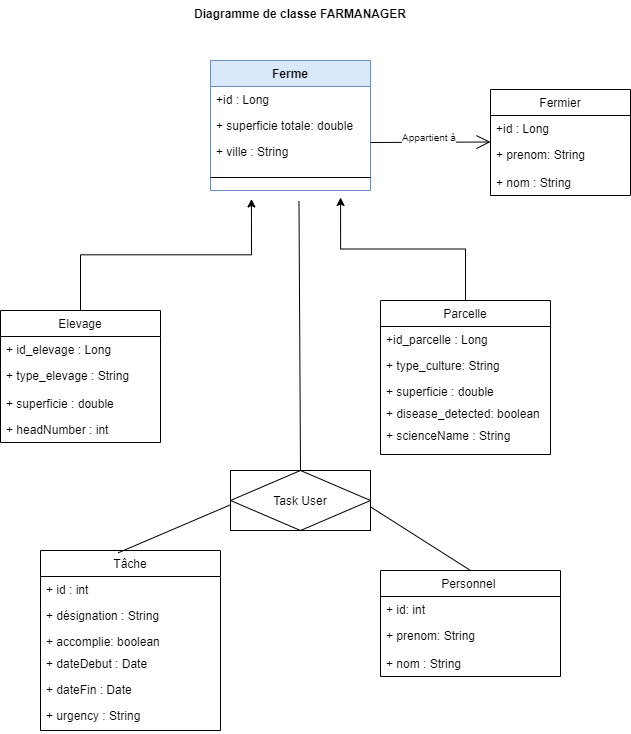 Diagramme de classe FARMANAGER
Ferme
+id : Long
+ superficie totale: double
+ ville : String
Appartient à
Fermier
+id : Long
+ prenom: String
+ nom : String
Elevage
+ id_elevage : Long
+ type_elevage : String
+ superficie : double
+ headNumber : int
Parcelle
+id_parcelle : Long
+ type_culture: String
+ superficie : double
+ disease_detected: boolean
+ scienceName : String
Task User
Tâche
+ id : int
+ désignation : String
+ accomplie: boolean
+ dateDebut : Date
+ dateFin : Date
+ urgency : String
Personnel
+ id: int
+ prenom: String
+ nom : String